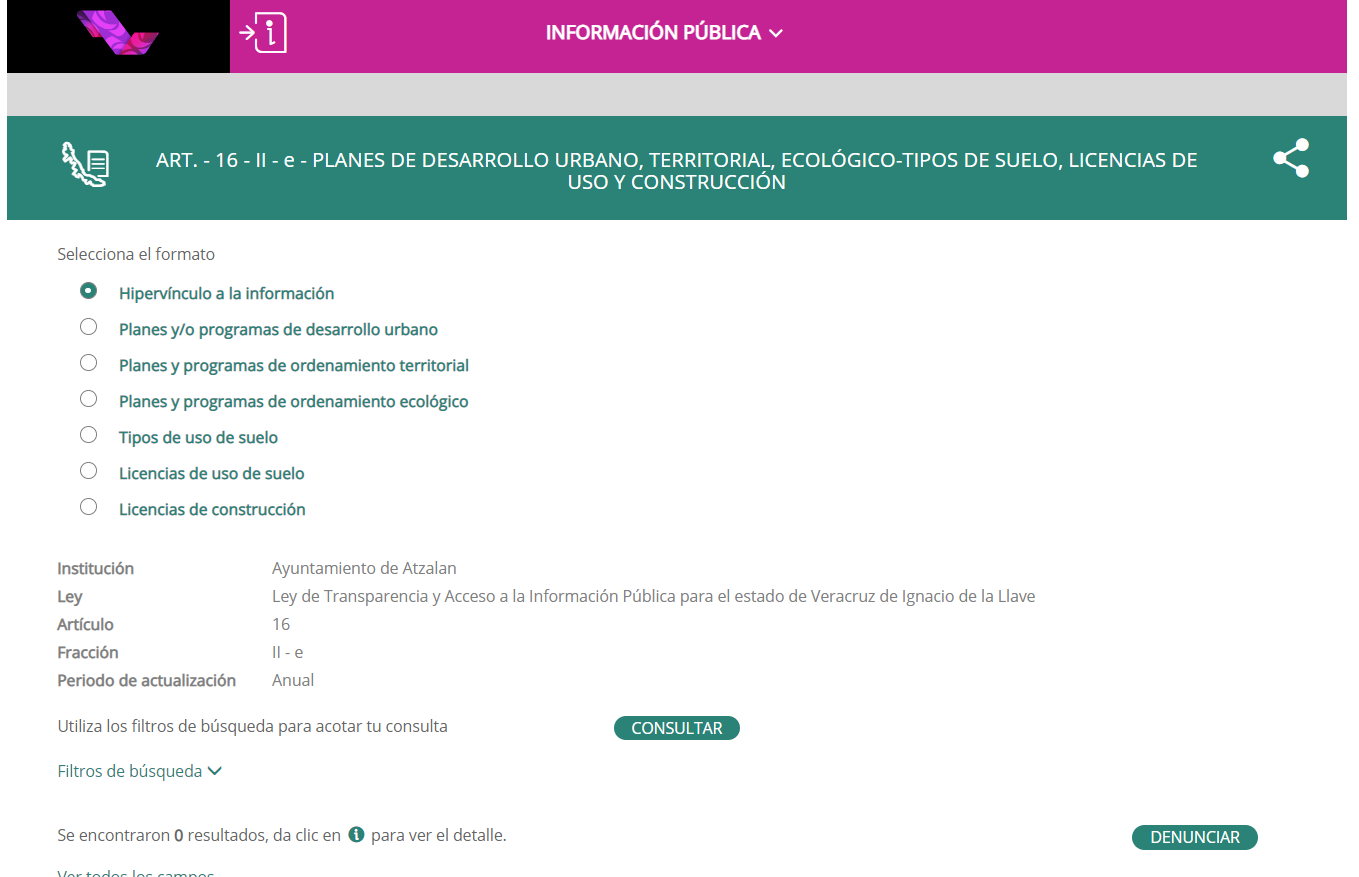 INFORMACIÓN PÚBLICA
ART. - 16 - II - e - PLANES DE DESARROLLO URBANO, TERRITORIAL, ECOLÓGICO-TIPOS DE SUELO, LICENCIAS DE
USO Y CONSTRUCCIÓN
Selecciona el formato
Hipervínculo a la información
Planes y/o programas de desarrollo urbano
Planes y programas de ordenamiento territorial
Planes y programas de ordenamiento ecológico
Tipos de uso de suelo
Licencias de uso de suelo
Licencias de construcción
Institución Ayuntamiento de Atzalan
Ley Ley de Transparencia y Acceso a la Información Pública para el estado de Veracruz de Ignacio de la Llave
Artículo 16
Fracción II - e
Periodo de actualización Anual
Utiliza los filtros de búsqueda para acotar tu consulta CONSULTAR
Filtros de búsqueda
Se encontraron 0 resultados, da clic en i para ver el detalle. DENUNCIAR
Ver todos los campos